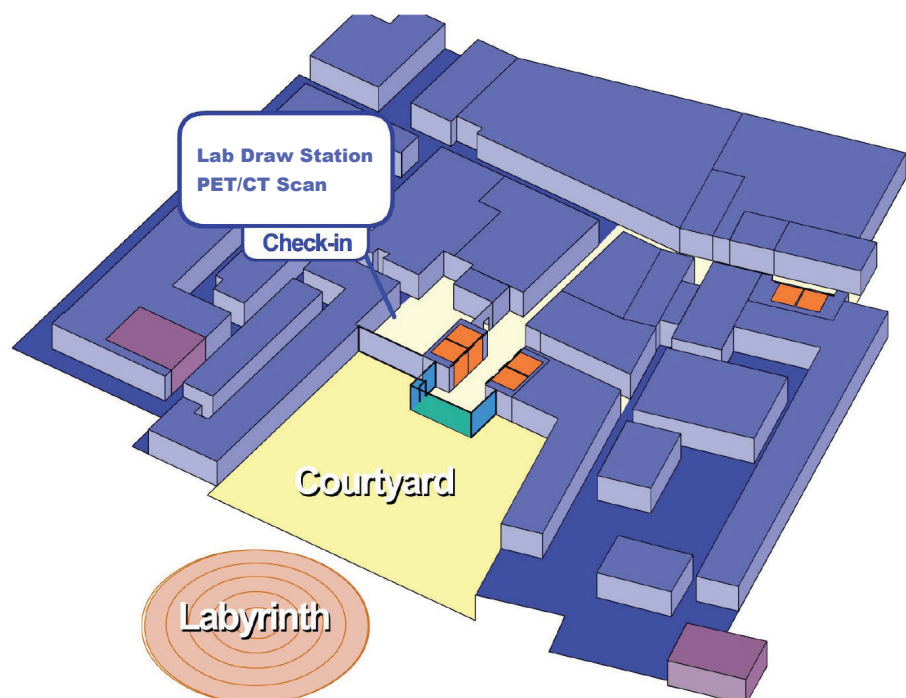 Lab Draw Station
PET/CT Scan
Check-in
Courtyard
Labyrinth